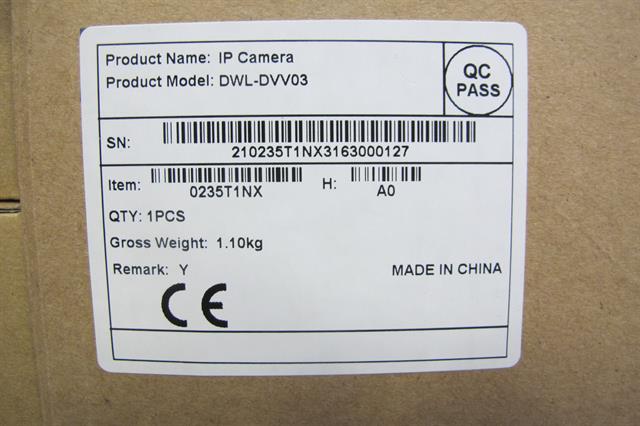 Product Name: IP Camera
Product Model: DWL-DVV03
QC
PASS
SN:
210235T1NX3163000127
Item:
0235T1NX
H:
A0
QTY: 1PCS
Gross Weight: 1.10kg
Remark: Y
MADE IN CHINA
CE